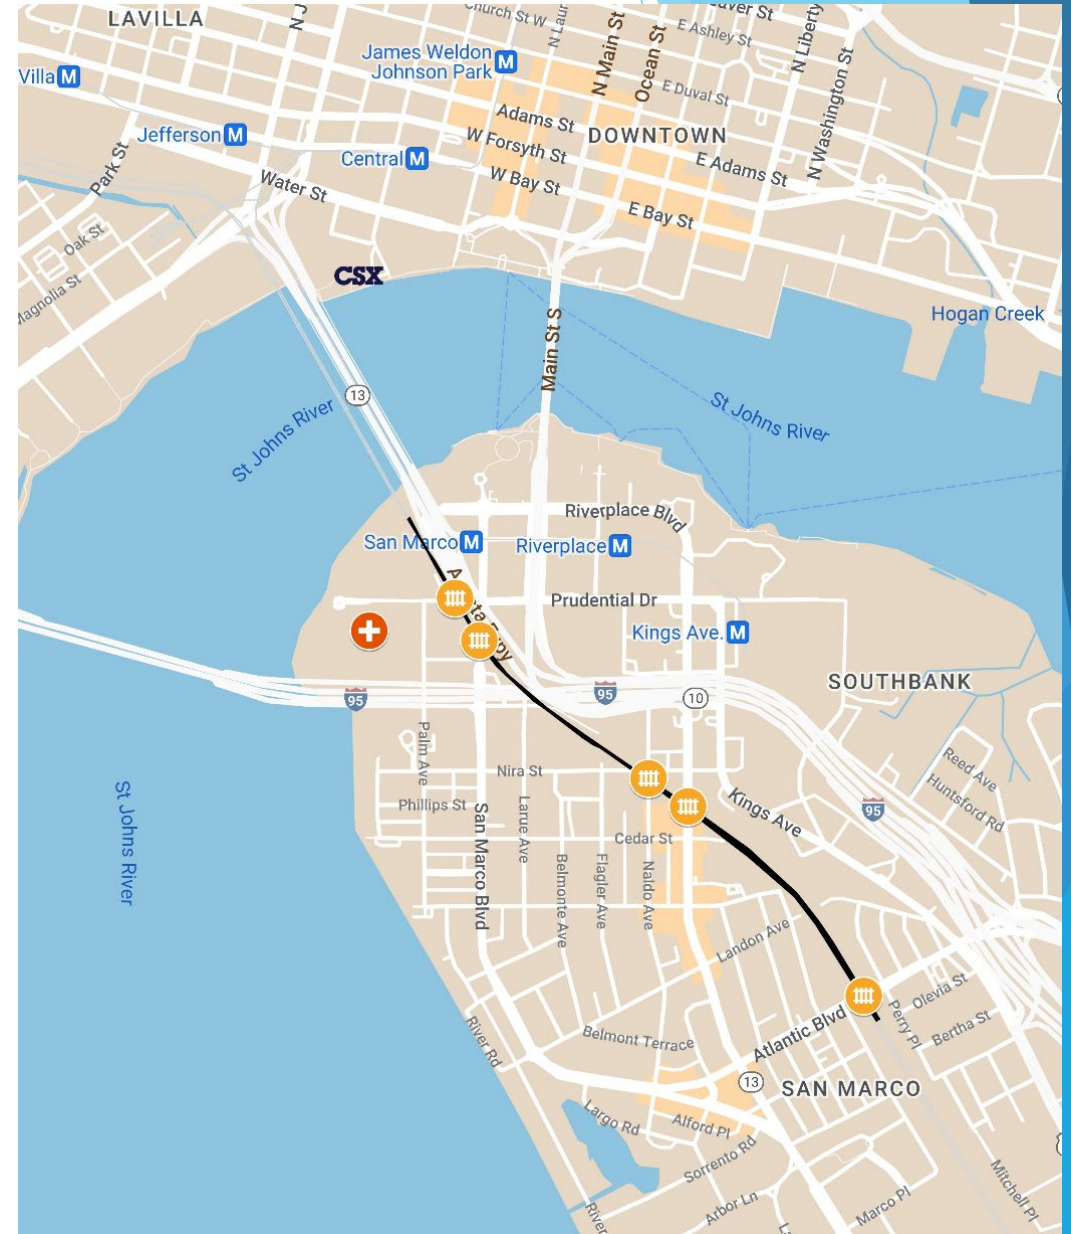 LAVILLA
N J
Church St W
N Laur
N Main St
Ocean St
E Ashley St
N Liberty
N Washington St
James Weldon
Johnson Park M
E Duval St
Villa M
Adams St
DOWNTOWN
Jefferson M
W Forsyth St
Central M
E Adams St
Park St
Water St
W Bay St
E Bay St
Oak St
CSX
Magnolia St
Hogan Creek
Main St S
13
St Johns River
St Johns River
Riverplace Blvd
San Marco M
Riverplace M
Prudential Dr
Kings Ave. M
SOUTHBANK
95
95
10
Palm Ave
Nira St
Reed Ave
Huntsford Rd
St Johns River
Phillips St
San Marco Blvd
Larue Ave
Kings Ave
95
Cedar St
Belmonte Ave
Flagler Ave
Naldo Ave
Landon Ave
Olevia St
Atlantic Blvd
Perry Pl
Bertha St
River Rd
Belmont Terrace
13
SAN MARCO
Largo Rd
Alford Pl
Sorrento Rd
Mitchell Pl
Arbor Ln
Marco Pl
River